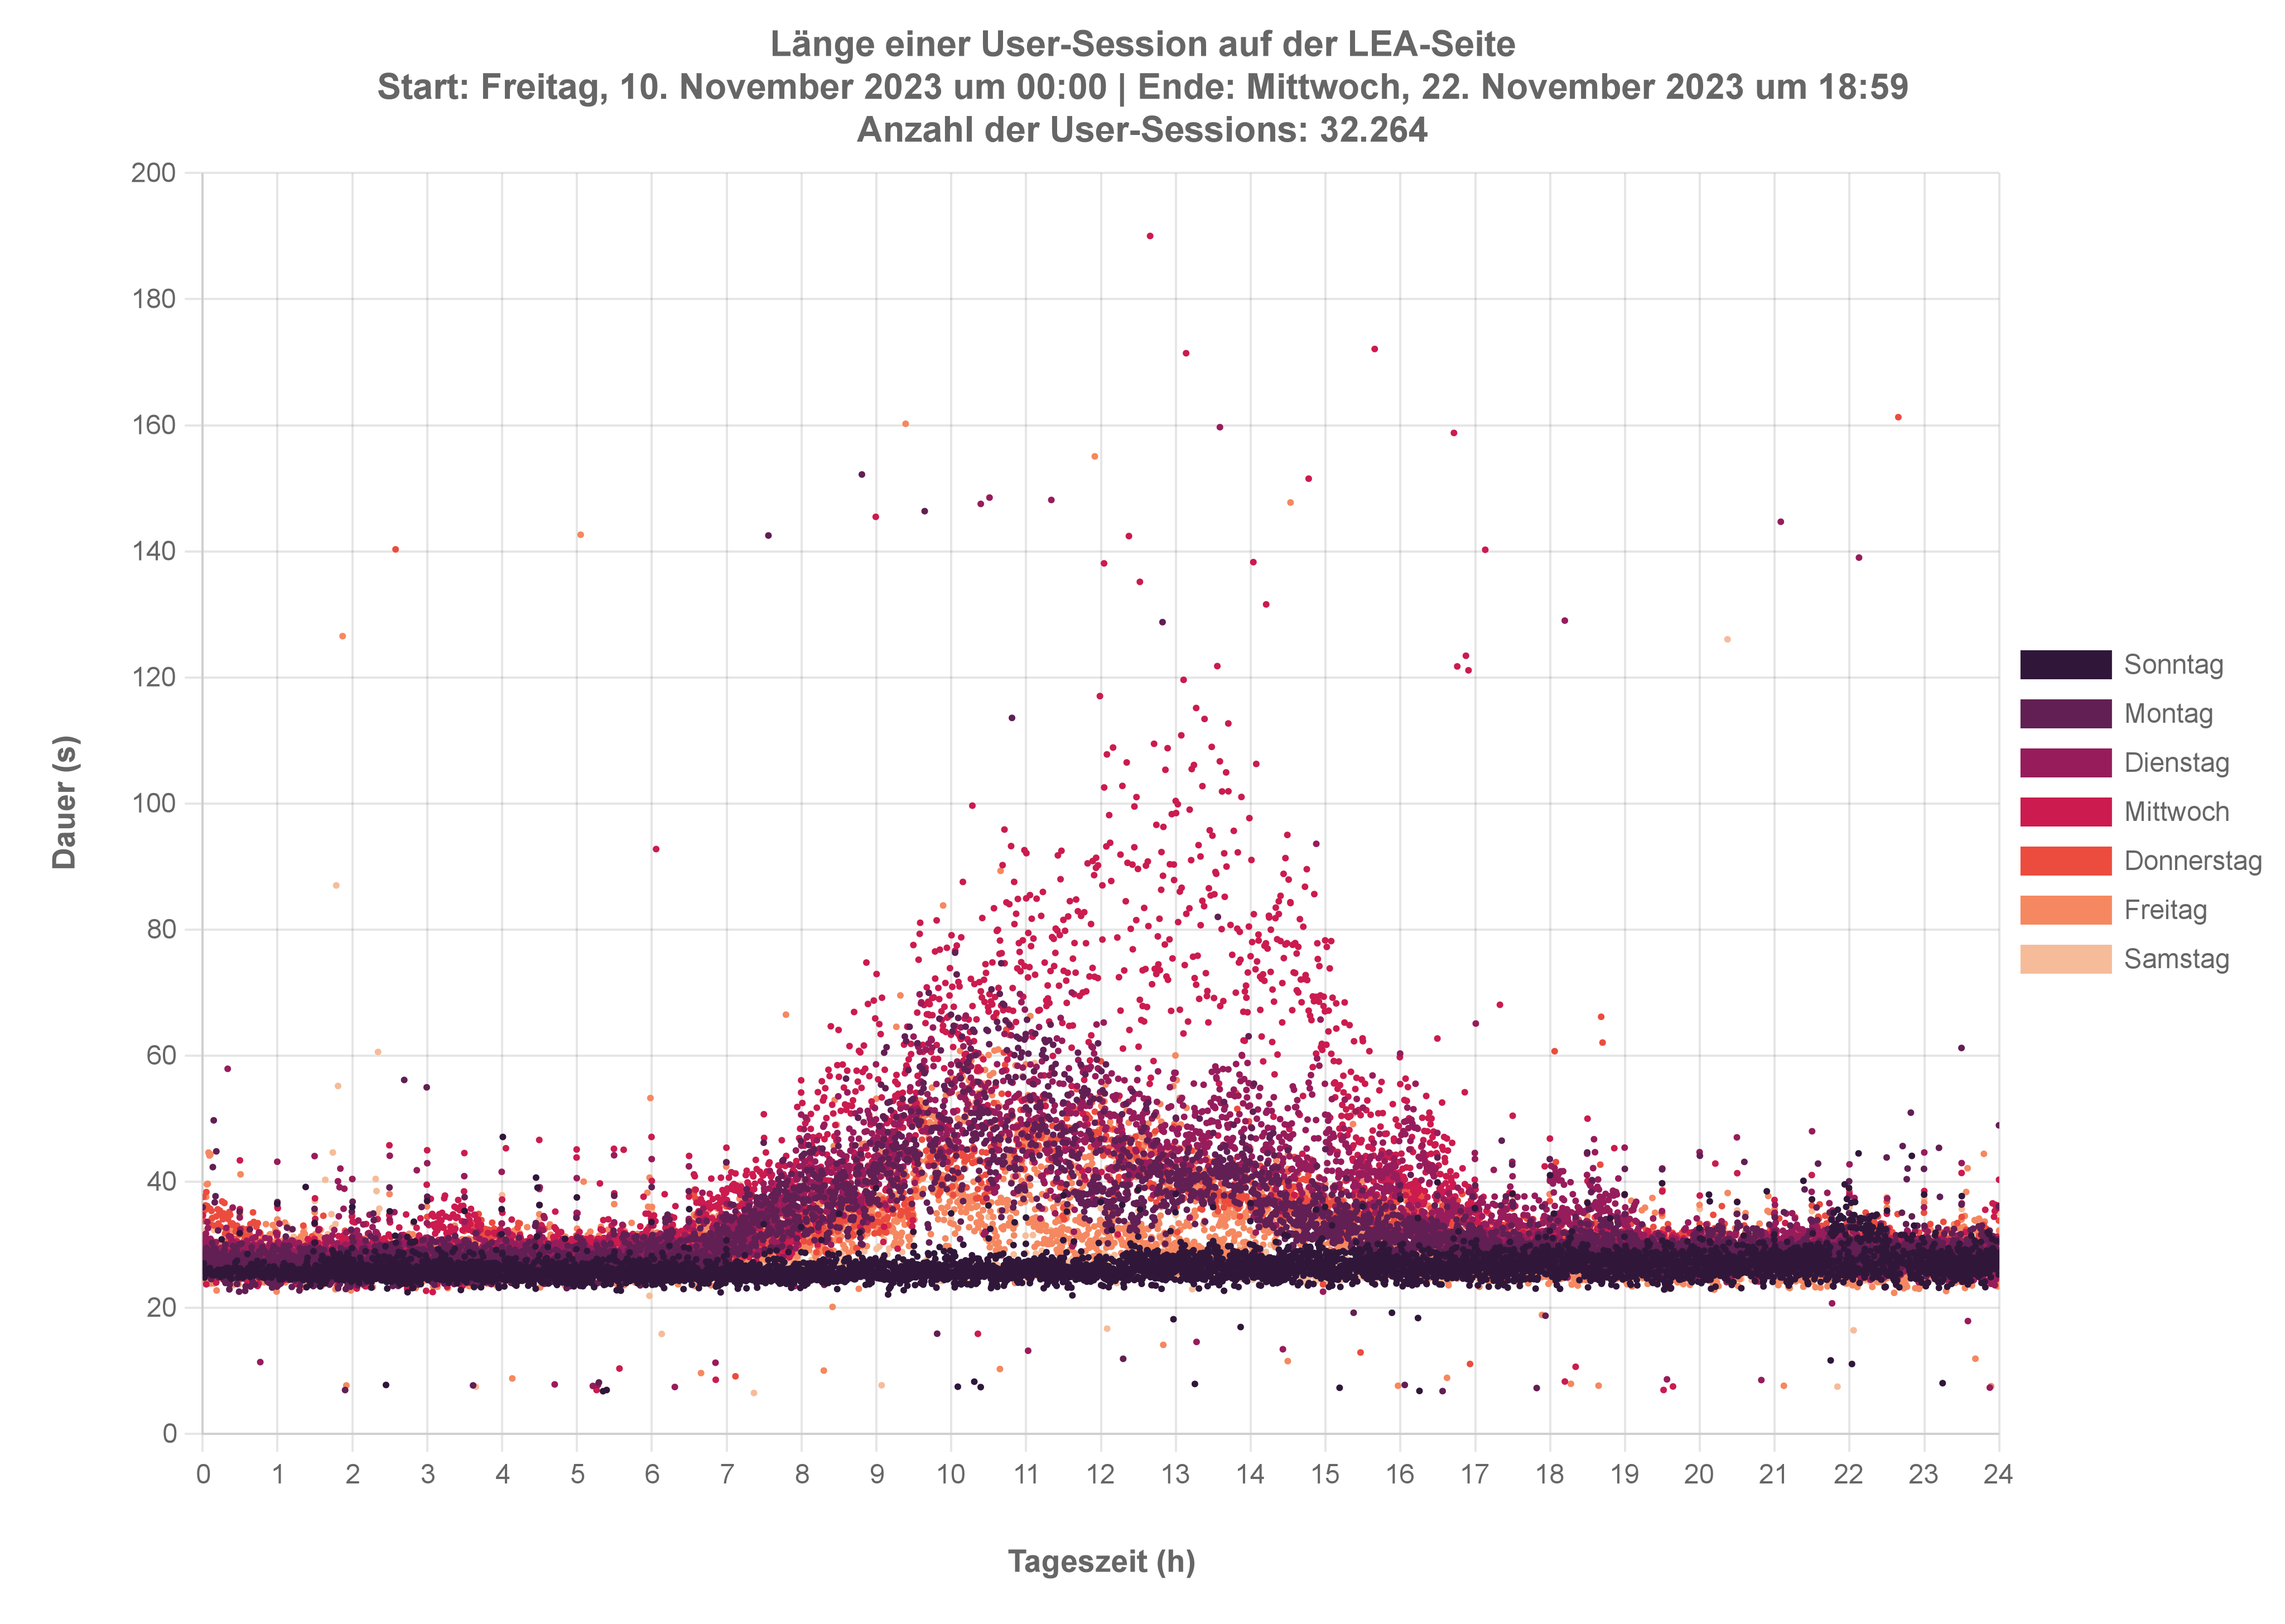 Länge einer User-Session auf der LEA-Seite
Start: Freitag, 10. November 2023 um 00:00 | Ende: Mittwoch, 22. November 2023 um 18:59
Anzahl der User-Sessions: 32.264
200
180
160
140
120
100
80
60
40
20
0
Dauer (s)
0 1 2 3 4 5 6 7 8 9 10 11 12 13 14 15 16 17 18 19 20 21 22 23 24
Tageszeit (h)
Sonntag
Montag
Dienstag
Mittwoch
Donnerstag
Freitag
Samstag